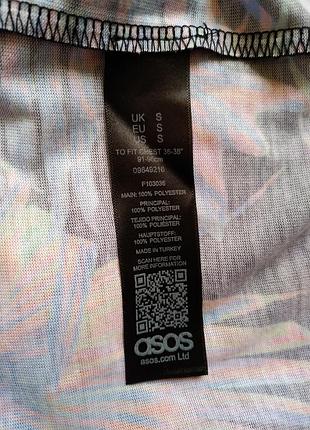 UK S
EU S
US S
TO FIT CHEST 36-38"
91-96cm
09649216
F103036
MAIN: 100% POLYESTER
PRINCIPAL:
100% POLYESTER
TEJIDO PRINCIPAL:
100% POLYESTER
HAUPTSTOFF:
100% POLYESTER
MADE IN TURKEY
SCAN HERE FOR
MORE INFORMATION
asos
asos.com Ltd